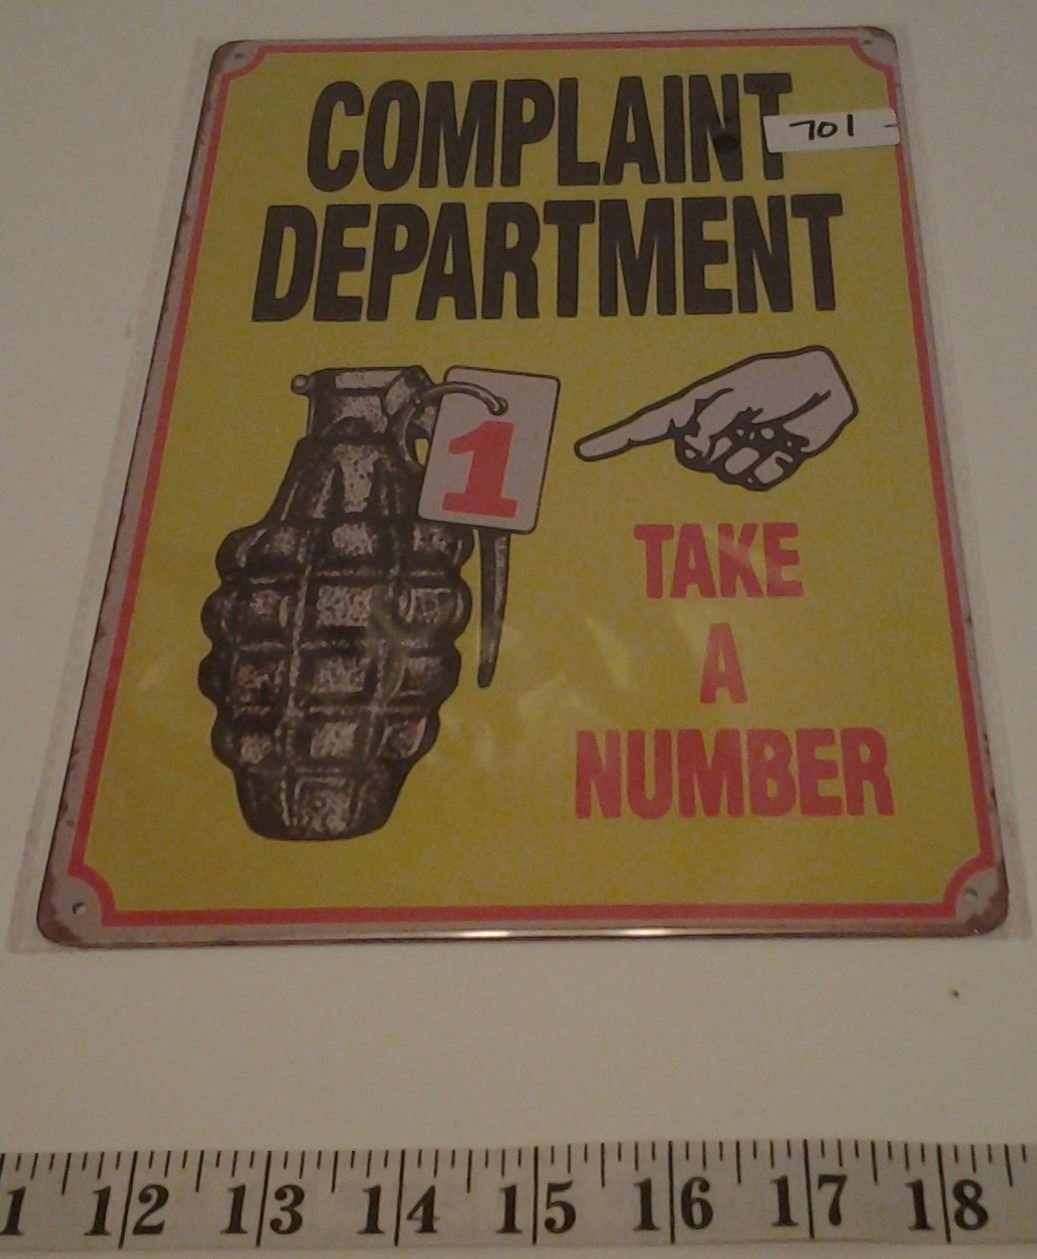 COMPLAINT
701
DEPARTMENT
1
TAKE
A
NUMBER
1 12 13 14 15 16 17 18